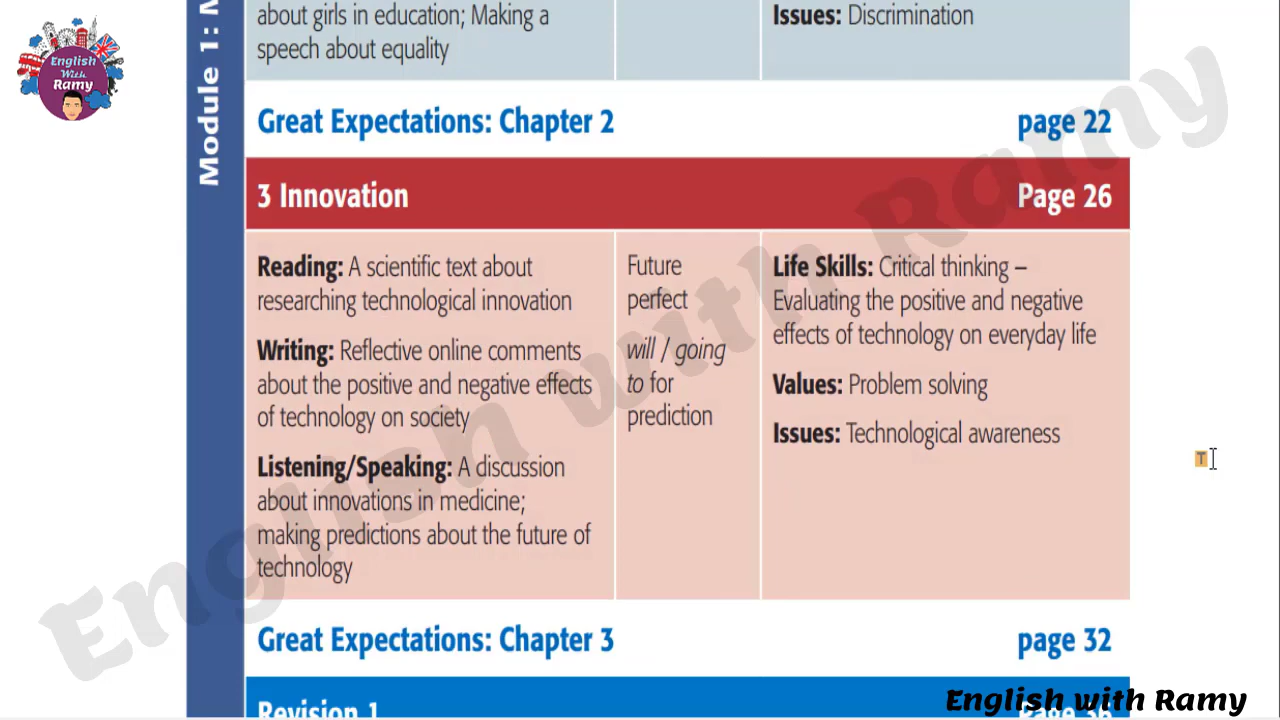 English
With
Ramy
Module 1:
about girls in education; Making a
speech about equality
Issues: Discrimination
Great Expectations: Chapter 2 page 22
3 Innovation Page 26
Reading: A scientific text about
researching technological innovation
Writing: Reflective online comments
about the positive and negative effects
of technology on society
Listening/Speaking: A discussion
about innovations in medicine;
making predictions about the future of
technology
Future
perfect
will / going
to for
prediction
Life Skills: Critical thinking –
Evaluating the positive and negative
effects of technology on everyday life
Values: Problem solving
Issues: Technological awareness
T
Great Expectations: Chapter 3 page 32
Revision 1 Page 36
English with Ramy
English with Ramy